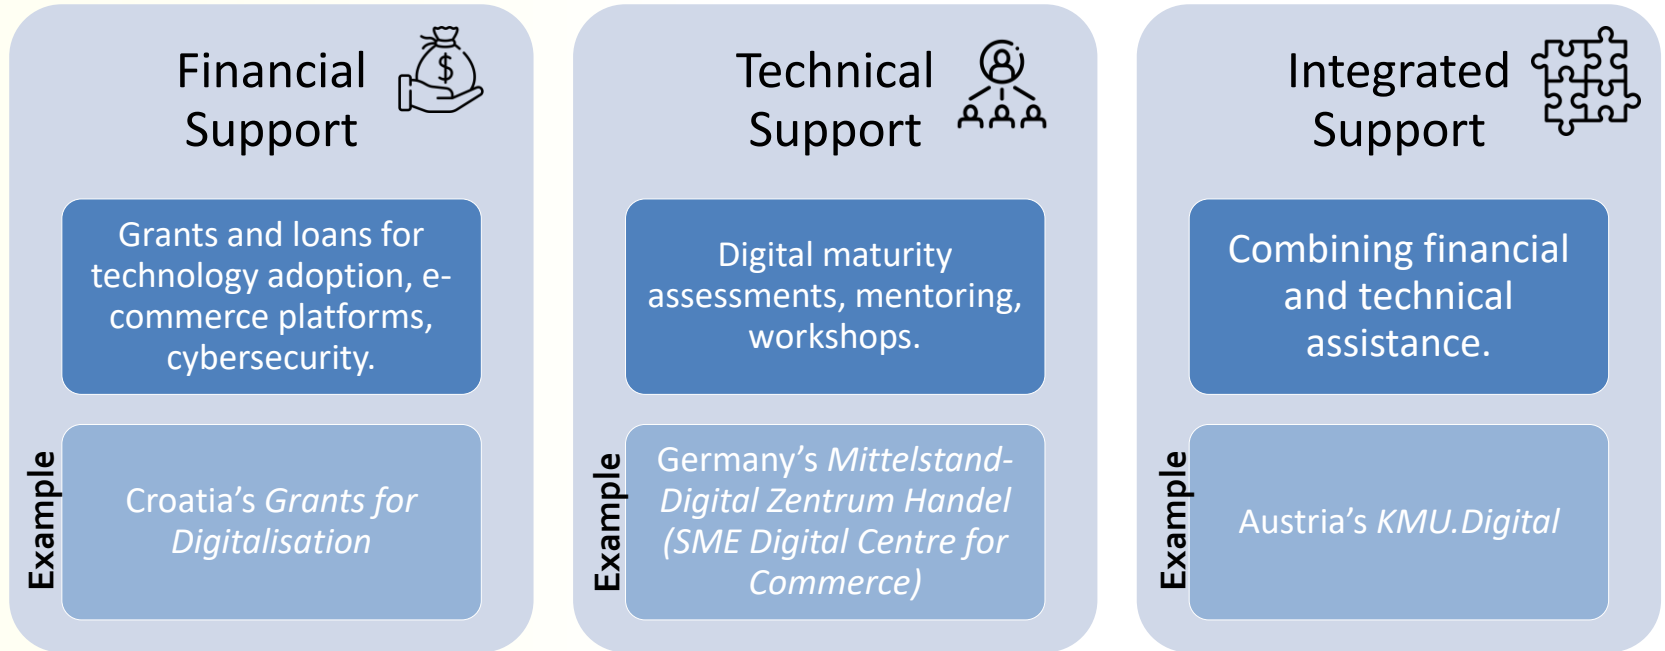 Financial
Support
$
Grants and loans for
technology adoption, e-
commerce platforms,
cybersecurity.
Example
Croatia's Grants for
Digitalisation
Technical
Support
Digital maturity
assessments, mentoring,
workshops.
Example
Germany's Mittelstand-
Digital Zentrum Handel
(SME Digital Centre for
Commerce)
Integrated
Support
Combining financial
and technical
assistance.
Example
Austria's KMU.Digital